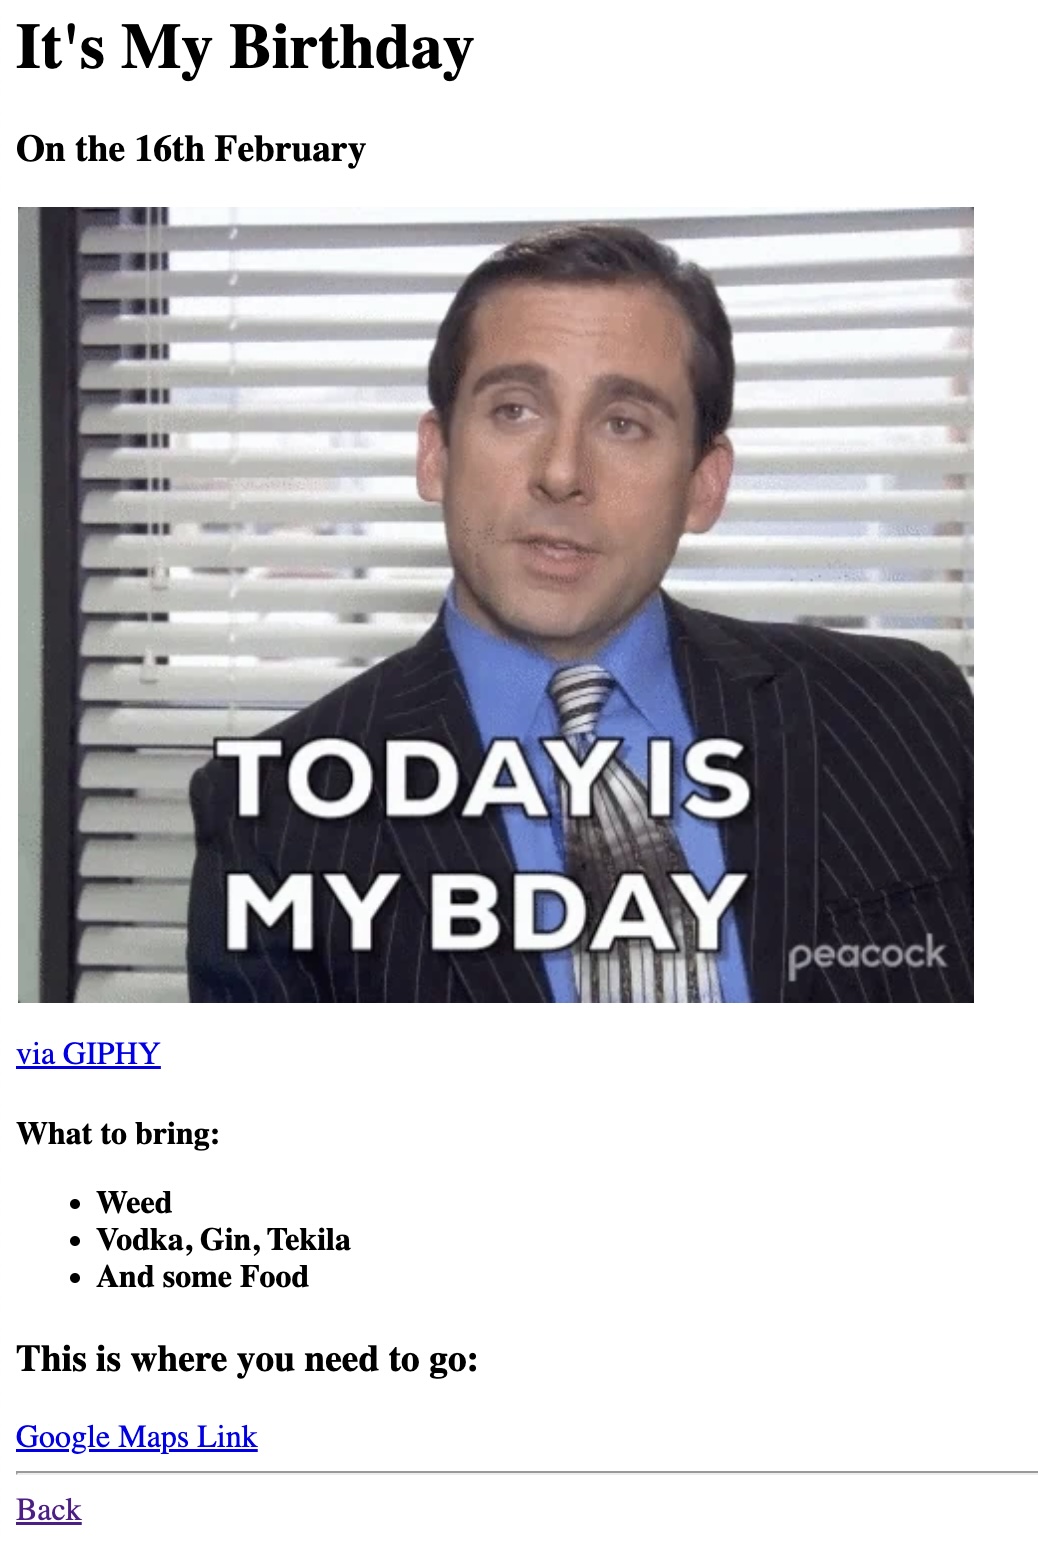 It's My Birthday
On the 16th February
TODAY IS
MY BDAY
peacock
via GIPHY
What to bring:
Weed
Vodka, Gin, Tekila
And some Food
This is where you need to go:
Google Maps Link
Back